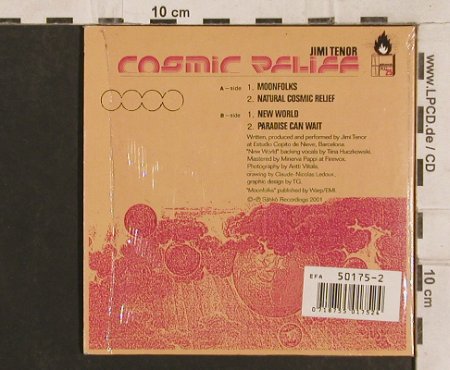 10 cm
JIMI TENOR
COSMIC RELIEF
A - side 1. MOONFOLKS
2. NATURAL COSMIC RELIEF
B - side 1. NEW WORLD
2. PARADISE CAN WAIT
Written, produced and performed by Jimi Tenor
at Estudio Copito de Nieve, Barcelona.
"New World" backing vocals by Tina Huczkowski.
Mastered by Minerva Pappi at Finnvox.
Photography by Antti Viitala,
drawing by Claude-Nicolas Ledoux,
graphic design by TG.
"Moonfolks" published by Warp/EMI.
©+℗ Sähkö Recordings 2001
EFA 50175-2
0718755017524
www.LPCD.de / CD
10 cm